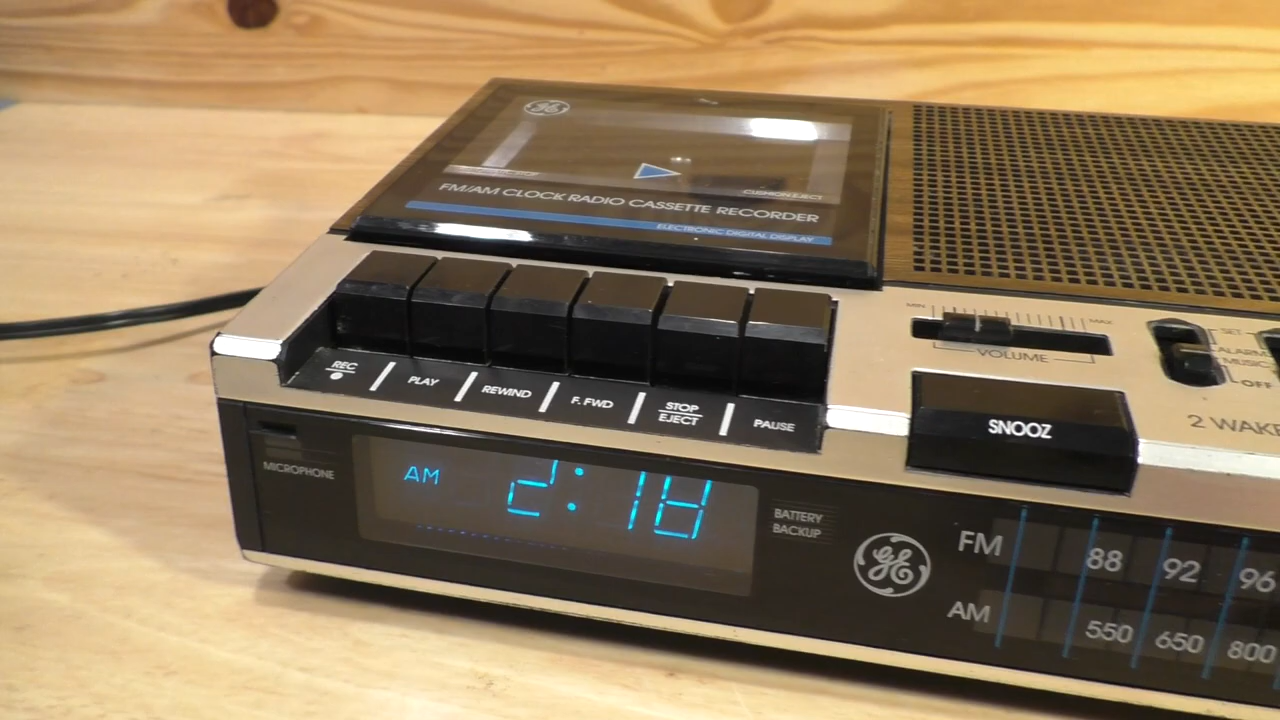 GE
FM/AM CLOCK RADIO CASSETTE RECORDER
ELECTRONIC DIGITAL DISPLAY
MIN
MAX
VOLUME
SET
ALARM
MUSIC
OFF
REC
PLAY
REWIND
F. FWD
STOP
EJECT
PAUSE
SNOOZ
2 WAKE
MICROPHONE
AM 2:18
BATTERY
BACKUP
GE
FM 88 92 96
AM 550 650 800